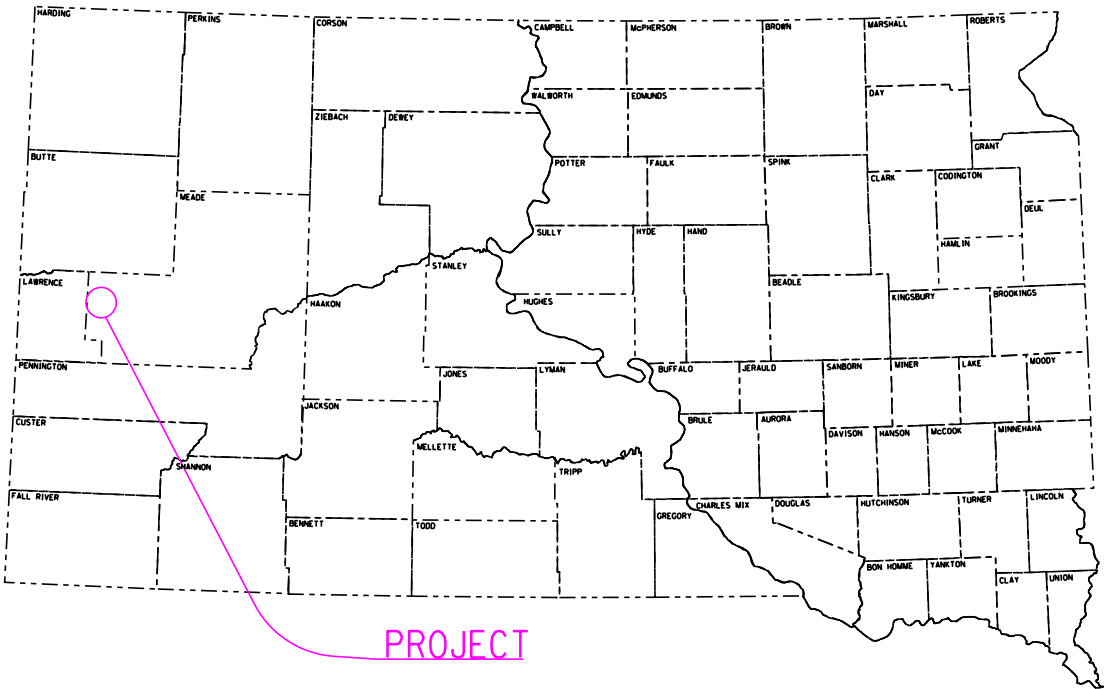 HARDING
PERKINS
CORSON
CAMPBELL
McPHERSON
BROWN
MARSHALL
ROBERTS
WALWORTH
EDMUNDS
DAY
ZIEBACH
DEWEY
GRANT
BUTTE
POTTER
FAULK
SPINK
CLARK
CODINGTON
MEADE
DEUL
SULLY
HYDE
HAND
HAMLIN
STANLEY
LAWRENCE
BEADLE
HAAKON
HUGHES
KINGSBURY
BROOKINGS
PENNINGTON
JONES
LYMAN
BUFFALO
JERAULD
SANBORN
MINER
LAKE
MOODY
JACKSON
CUSTER
BRULE
AURORA
DAVISON
HANSON
McCOOK
MINNEHAHA
MELLETTE
SHANNON
TRIPP
FALL RIVER
GREGORY
CHARLES MIX
DOUGLAS
HUTCHINSON
TURNER
LINCOLN
BENNETT
TODD
BON HOMME
YANKTON
CLAY
UNION
PROJECT